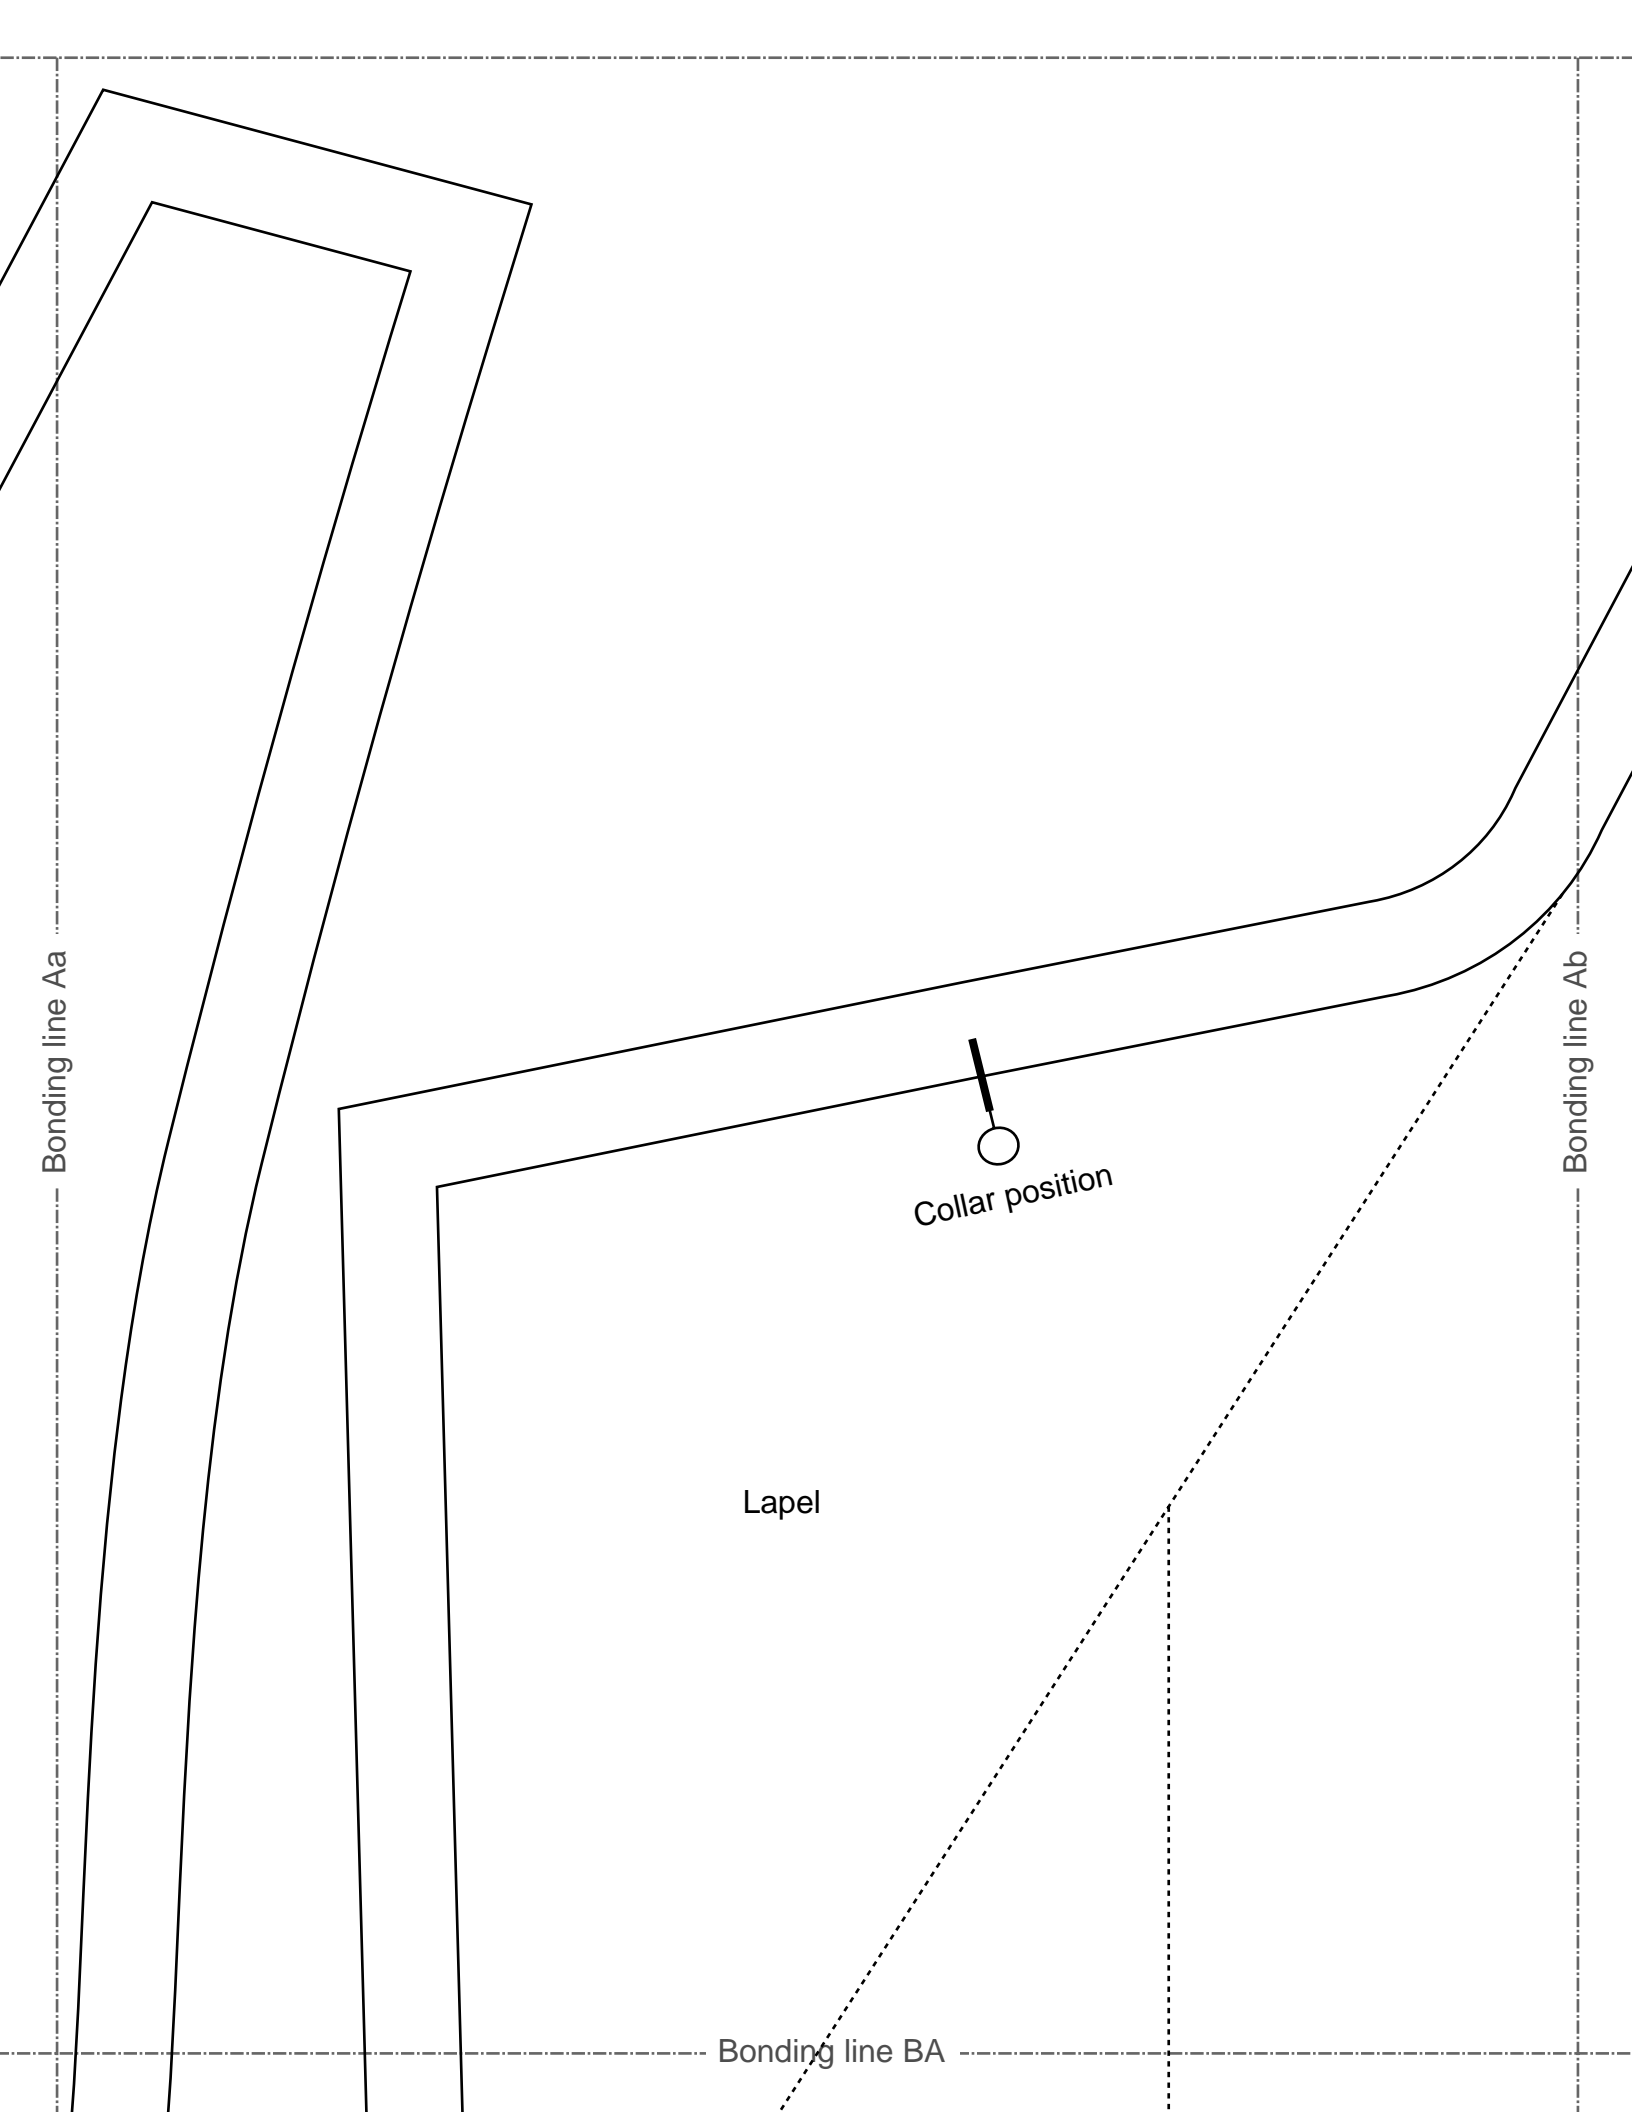 Bonding line Aa
Bonding line Ab
Collar position
Lapel
Bonding line BA